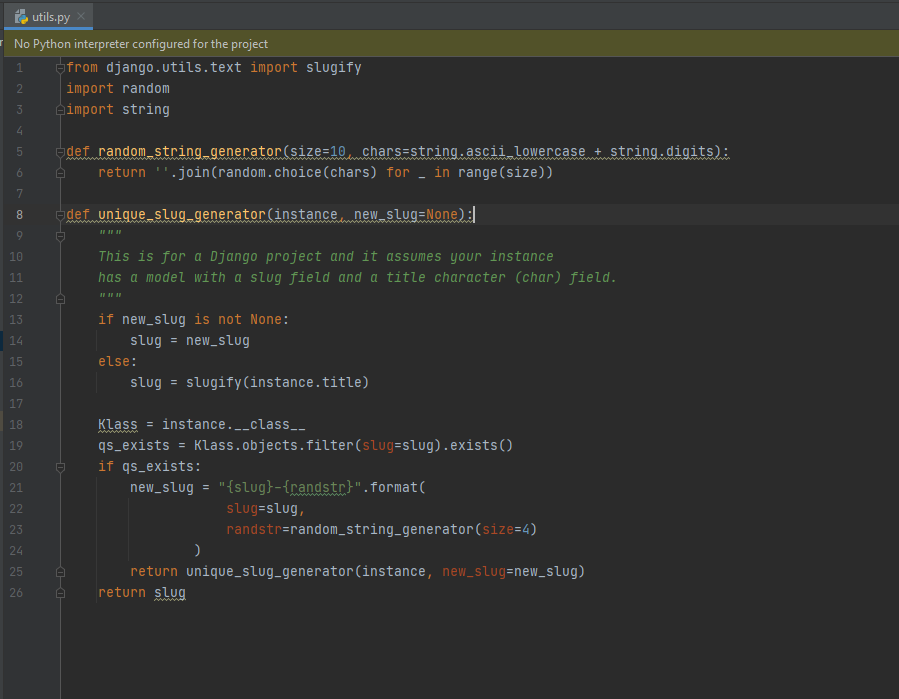 utils.py
No Python interpreter configured for the project
1 from django.utils.text import slugify
2 import random
3 import string
4
5 def random_string_generator(size=10, chars=string.ascii_lowercase + string.digits):
6     return ''.join(random.choice(chars) for _ in range(size))
7
8 def unique_slug_generator(instance, new_slug=None):
9     """
10     This is for a Django project and it assumes your instance
11     has a model with a slug field and a title character (char) field.
12     """
13     if new_slug is not None:
14         slug = new_slug
15     else:
16         slug = slugify(instance.title)
17
18     Klass = instance.__class__
19     qs_exists = Klass.objects.filter(slug=slug).exists()
20     if qs_exists:
21         new_slug = "{slug}-{randstr}".format(
22                     slug=slug,
23                     randstr=random_string_generator(size=4)
24                 )
25         return unique_slug_generator(instance, new_slug=new_slug)
26     return slug